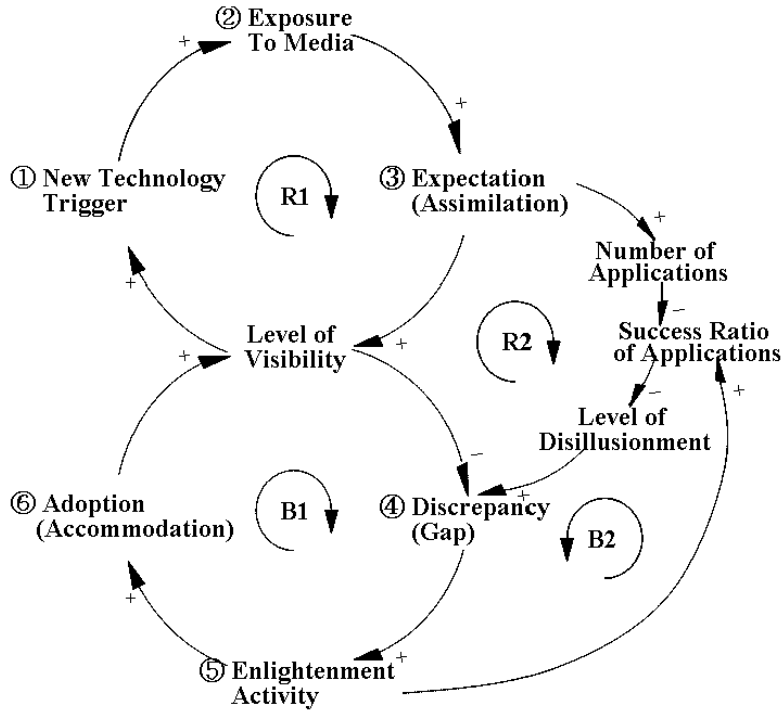 ② Exposure
To Media
+
+
① New Technology
Trigger
R1
③ Expectation
(Assimilation)
+
Number of
Applications
+
−
Level of
Visibility
+
+
R2
Success Ratio
of Applications
−
+
Level of
Disillusionment
−
+
⑥ Adoption
(Accommodation)
B1
④ Discrepancy
(Gap)
B2
+
+
⑤ Enlightenment
Activity